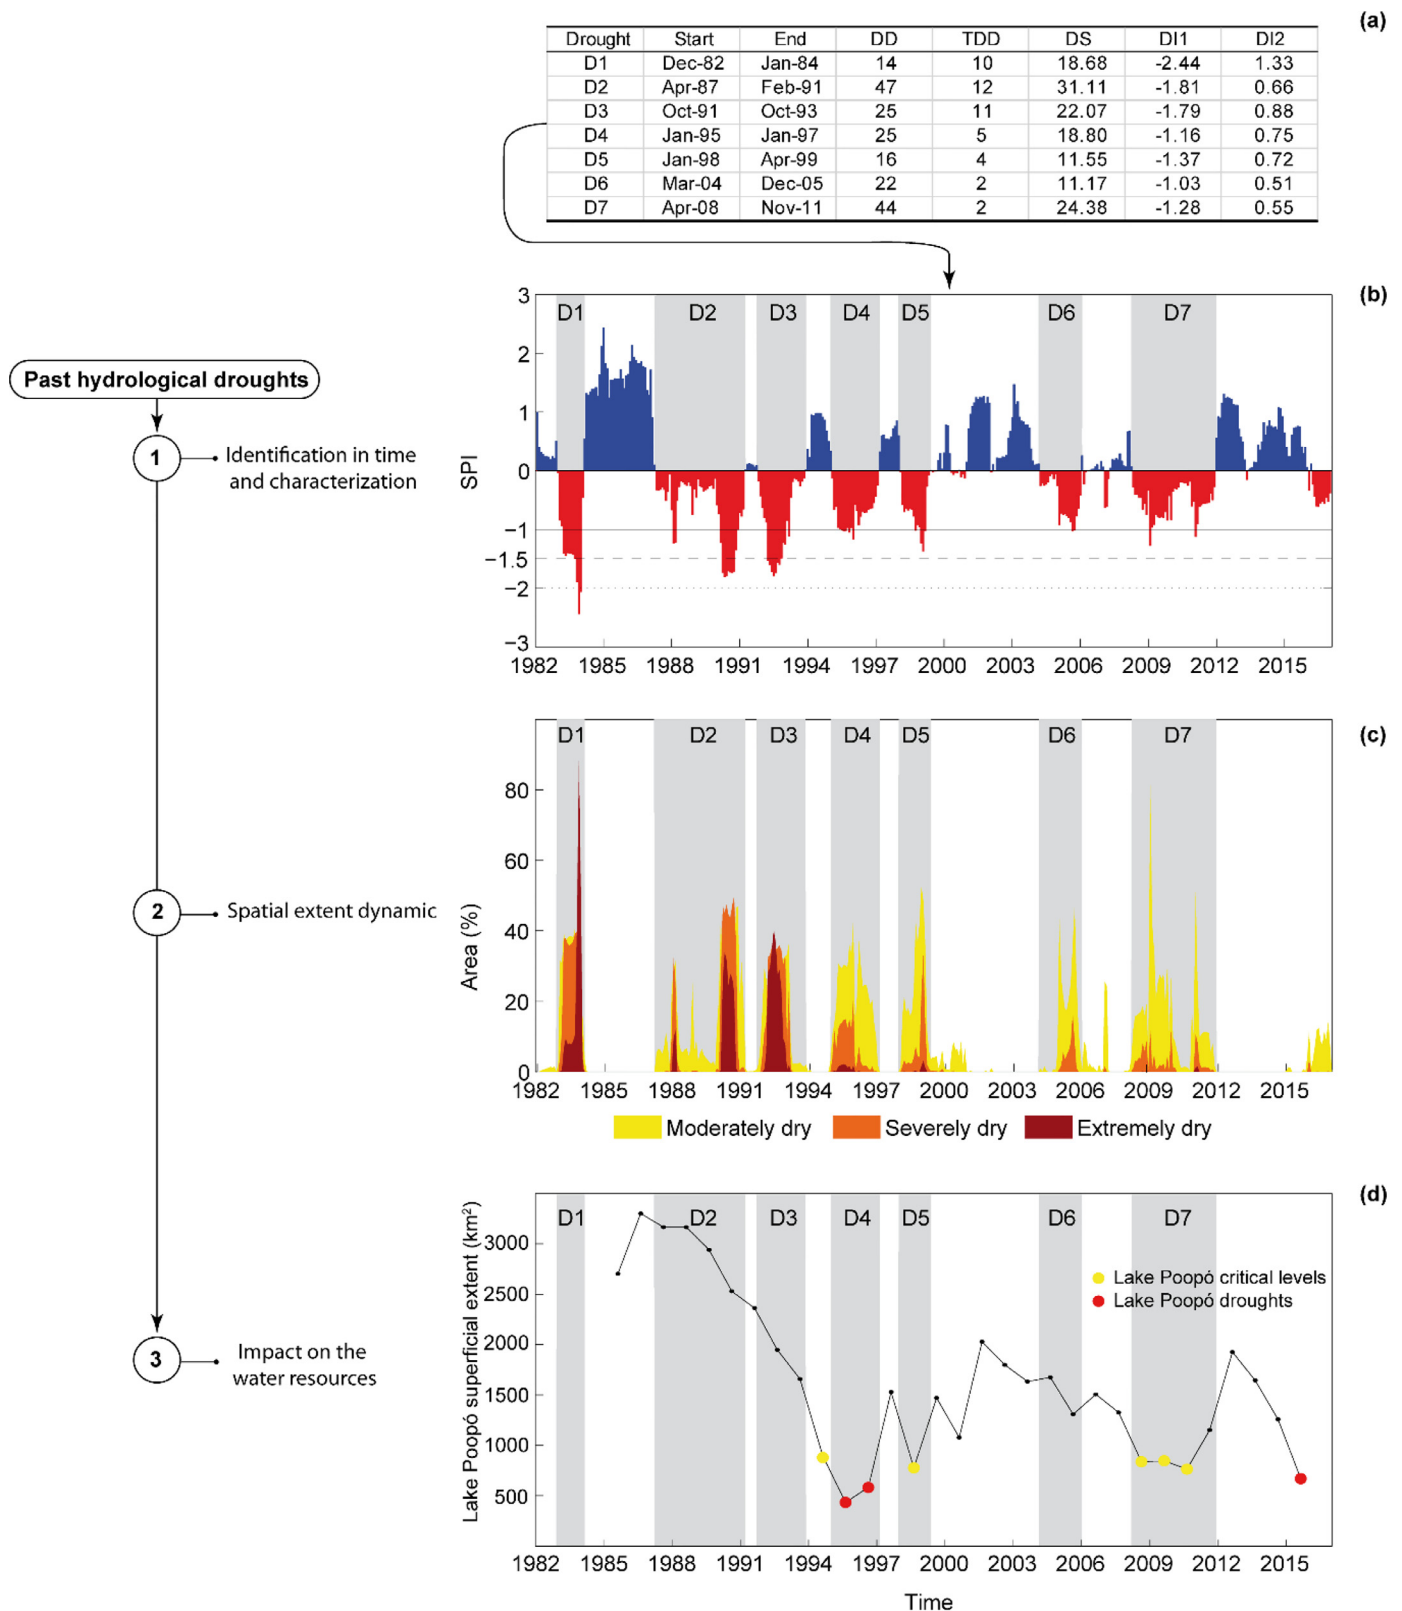 (a)
Drought Start End DD TDD DS DI1 DI2
D1 Dec-82 Jan-84 14 10 18.68 -2.44 1.33
D2 Apr-87 Feb-91 47 12 31.11 -1.81 0.66
D3 Oct-91 Oct-93 25 11 22.07 -1.79 0.88
D4 Jan-95 Jan-97 25 5 18.80 -1.16 0.75
D5 Jan-98 Apr-99 16 4 11.55 -1.37 0.72
D6 Mar-04 Dec-05 22 2 11.17 -1.03 0.51
D7 Apr-08 Nov-11 44 2 24.38 -1.28 0.55
Past hydrological droughts
1
Identification in time
and characterization
2
Spatial extent dynamic
3
Impact on the
water resources
(b)
D1 D2 D3 D4 D5 D6 D7
SPI
3
2
1
0
−1
−1.5
−2
−3
1982 1985 1988 1991 1994 1997 2000 2003 2006 2009 2012 2015
(c)
D1 D2 D3 D4 D5 D6 D7
Area (%)
80
60
40
20
0
1982 1985 1988 1991 1994 1997 2000 2003 2006 2009 2012 2015
Moderately dry Severely dry Extremely dry
(d)
D1 D2 D3 D4 D5 D6 D7
Lake Poopó superficial extent (km²)
3000
2500
2000
1500
1000
500
Lake Poopó critical levels
Lake Poopó droughts
1982 1985 1988 1991 1994 1997 2000 2003 2006 2009 2012 2015
Time